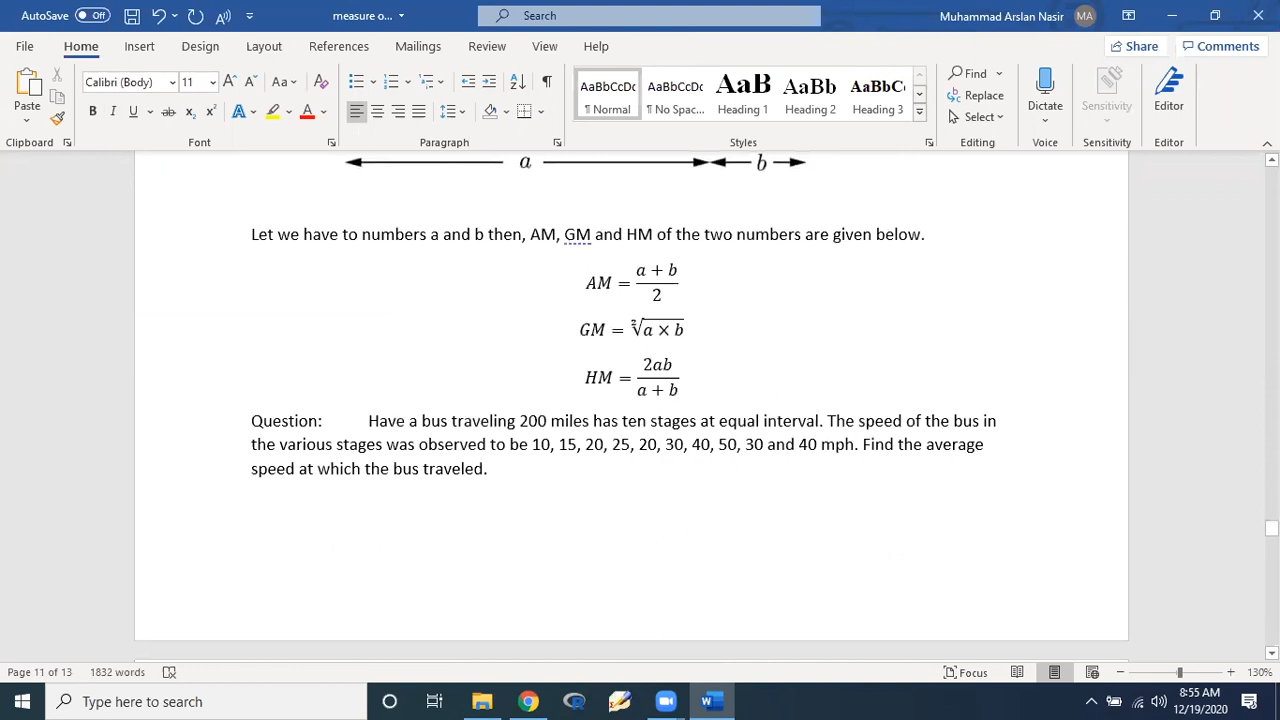 AutoSave Off measure o... Search Muhammad Arslan Nasir MA
File Home Insert Design Layout References Mailings Review View Help Share Comments
Paste Calibri (Body) 11 A A Aa A AaBbCcDc AaBbCcDc AaB AaBb AaBbC Find Replace Select Dictate Sensitivity Editor
B I U ab x₂ x² A A ¶ Normal ¶ No Spac... Heading 1 Heading 2 Heading 3
Clipboard Font Paragraph Styles Editing Voice Sensitivity Editor
a b
Let we have to numbers a and b then, AM, GM and HM of the two numbers are given below.
AM = a + b / 2
GM = ²√a × b
HM = 2ab / a + b
Question: Have a bus traveling 200 miles has ten stages at equal interval. The speed of the bus in
the various stages was observed to be 10, 15, 20, 25, 20, 30, 40, 50, 30 and 40 mph. Find the average
speed at which the bus traveled.
Page 11 of 13 1832 words Focus 130%
Type here to search 8:55 AM
12/19/2020